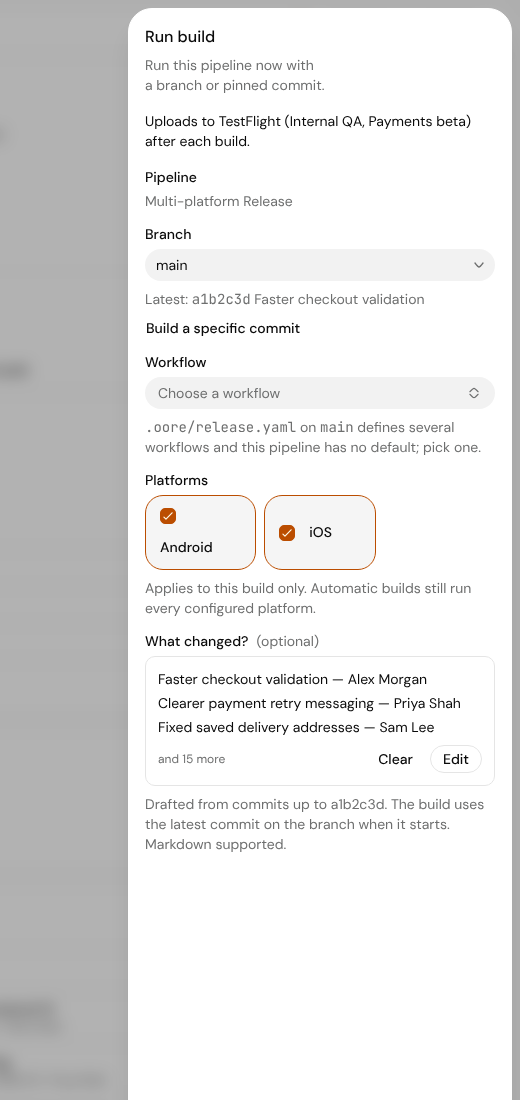 Run build
Run this pipeline now with
a branch or pinned commit.
Uploads to TestFlight (Internal QA, Payments beta)
after each build.
Pipeline
Multi-platform Release
Branch
main
Latest: a1b2c3d Faster checkout validation
Build a specific commit
Workflow
Choose a workflow
.oore/release.yaml on main defines several
workflows and this pipeline has no default; pick one.
Platforms
Android
iOS
Applies to this build only. Automatic builds still run
every configured platform.
What changed? (optional)
Faster checkout validation — Alex Morgan
Clearer payment retry messaging — Priya Shah
Fixed saved delivery addresses — Sam Lee
and 15 more
Clear
Edit
Drafted from commits up to a1b2c3d. The build uses
the latest commit on the branch when it starts.
Markdown supported.